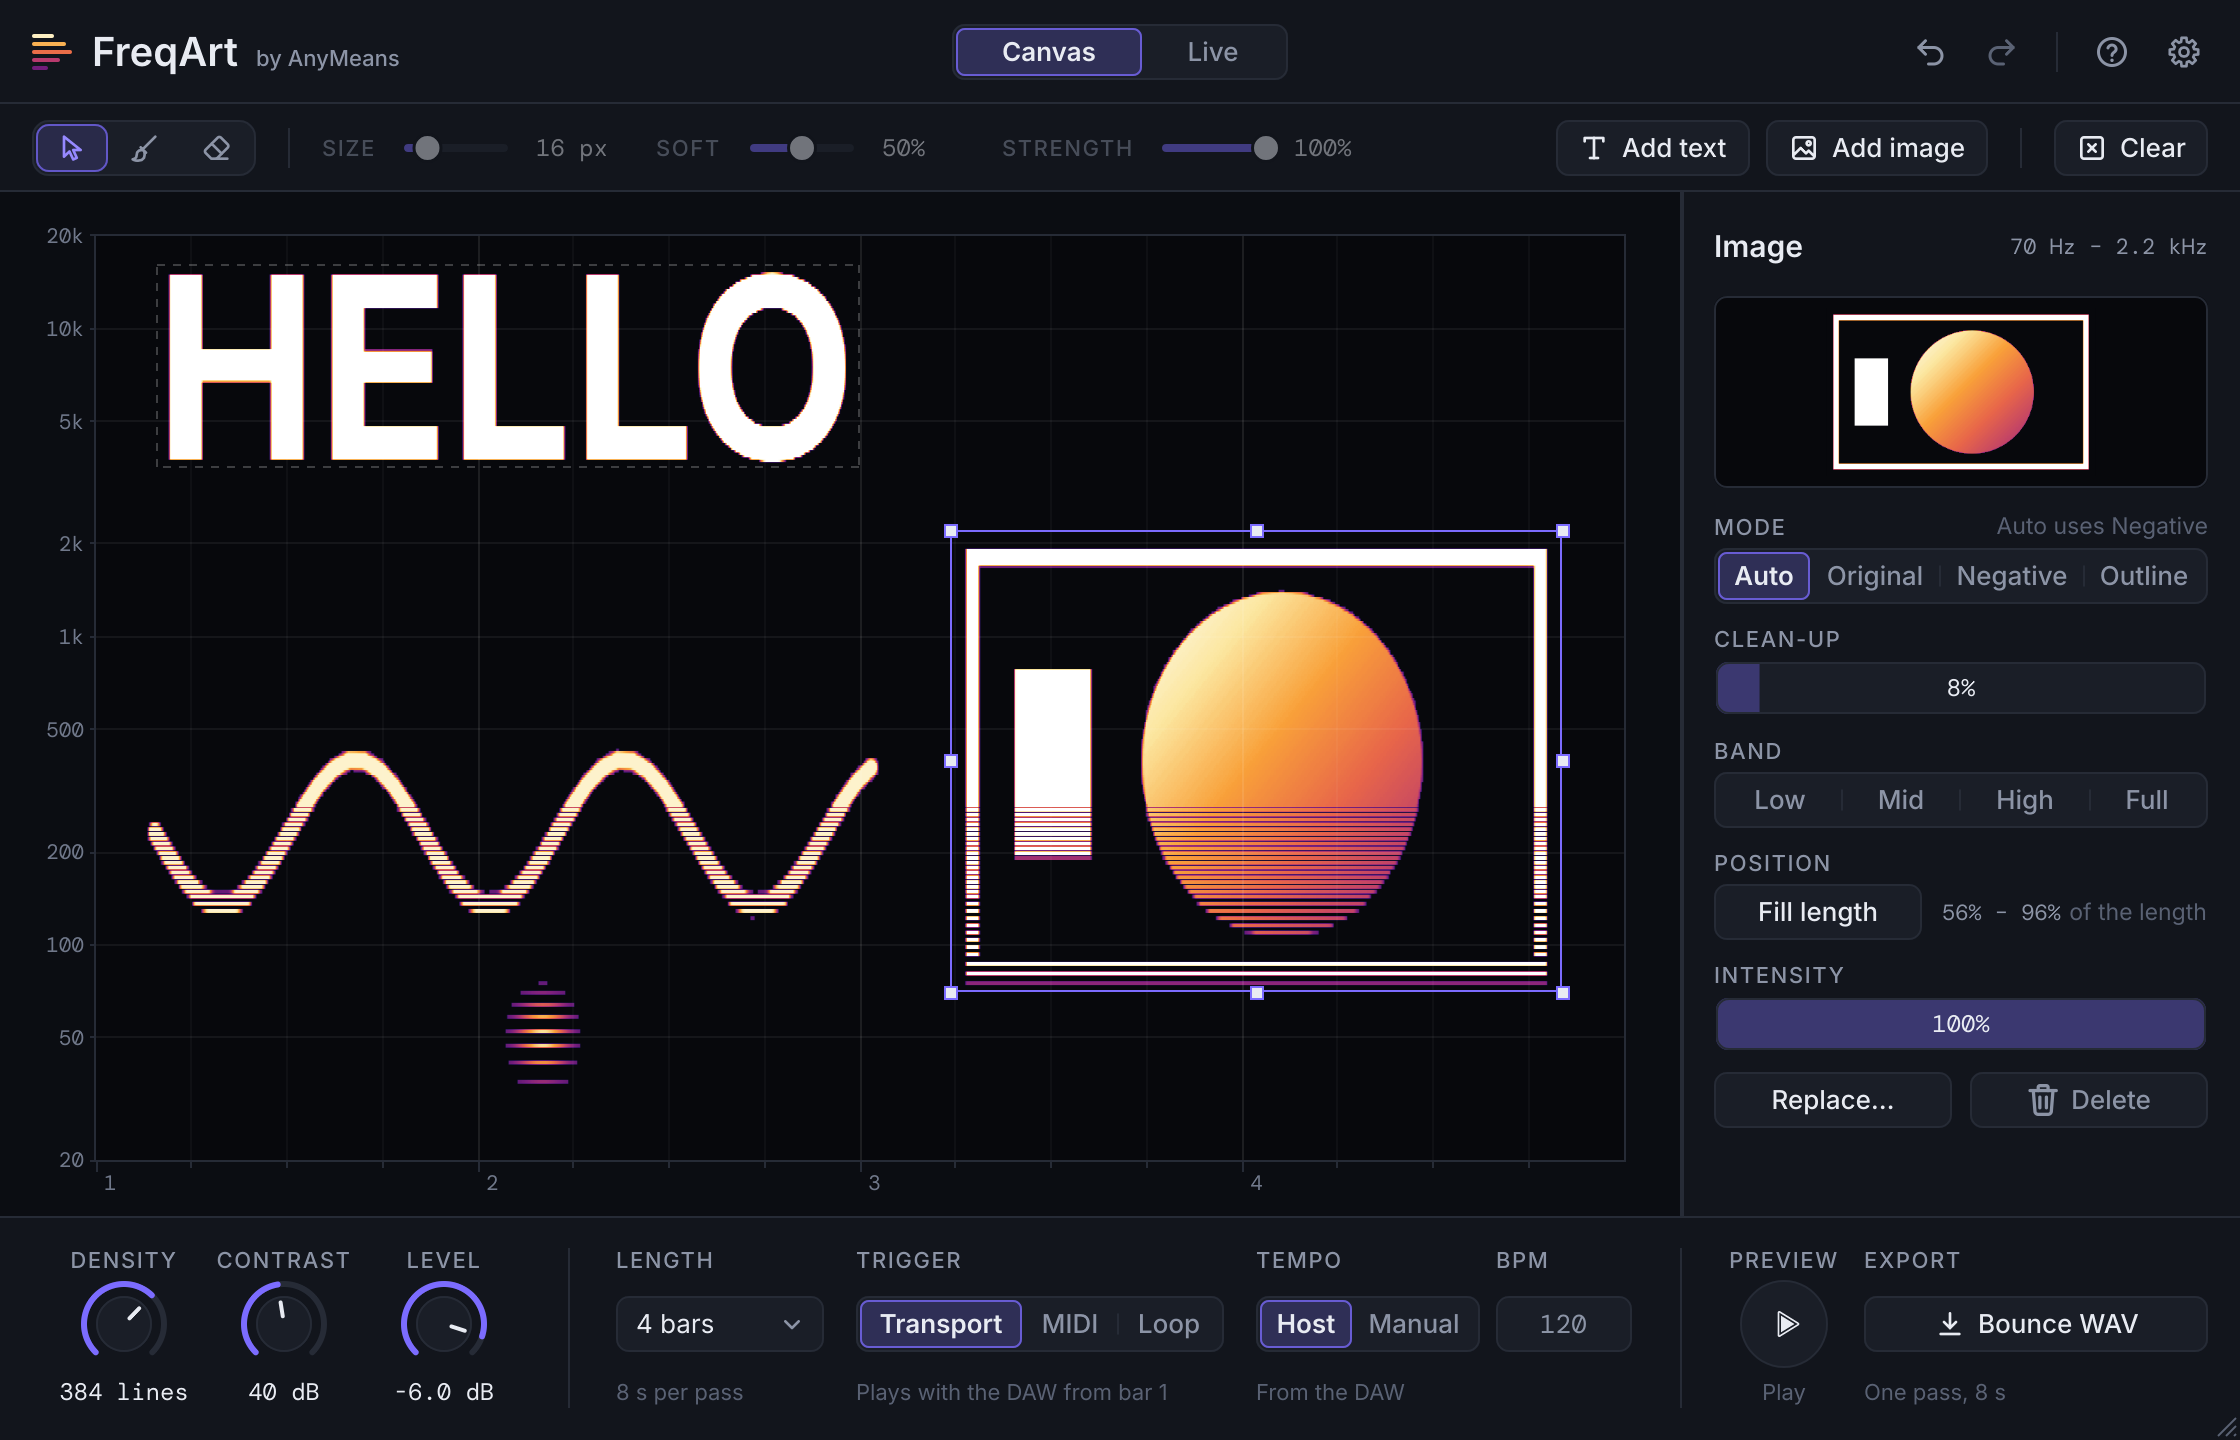 FreqArt by AnyMeans
Canvas Live
SIZE 16 px SOFT 50% STRENGTH 100%
Add text Add image Clear
20k
10k
5k
2k
1k
500
200
100
50
20
1 2 3 4
HELLO
Image 70 Hz - 2.2 kHz
MODE Auto uses Negative
Auto Original Negative Outline
CLEAN-UP
8%
BAND
Low Mid High Full
POSITION
Fill length 56% - 96% of the length
INTENSITY
100%
Replace... Delete
DENSITY CONTRAST LEVEL LENGTH TRIGGER TEMPO BPM PREVIEW EXPORT
4 bars Transport MIDI Loop Host Manual 120 Bounce WAV
384 lines 40 dB -6.0 dB 8 s per pass Plays with the DAW from bar 1 From the DAW Play One pass, 8 s